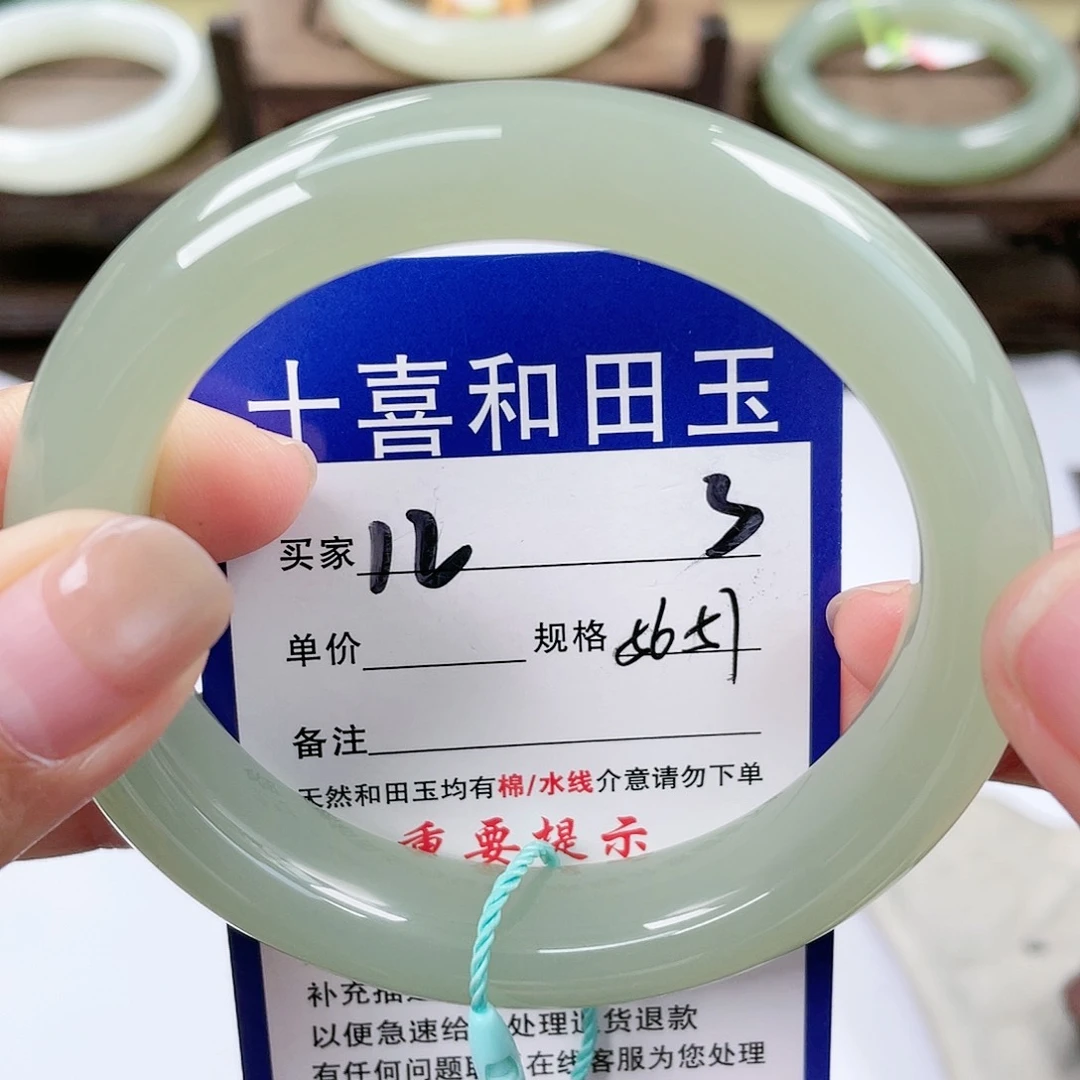 十喜和田玉
买家 12 3
单价 规格 56
备注
天然和田玉均有棉/水线介意请勿下单
重要提示
补充
以便急速给 处理退货退款
有任何问题 在线客服为您处理